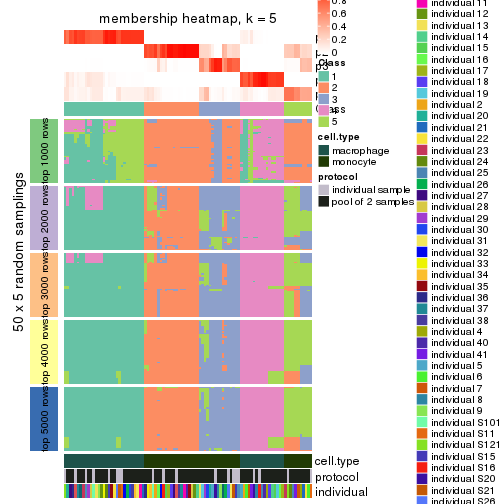 membership heatmap, k = 5
0.8
0.6
0.4
0.2
0
Class
1
2
3
4
5
Class
cell.type
macrophage
monocyte
protocol
individual sample
pool of 2 samples
50 x 5 random samplings
top 1000 rows
top 2000 rows
top 3000 rows
top 4000 rows
top 5000 rows
cell.type
protocol
individual
individual 11
individual 12
individual 13
individual 14
individual 15
individual 16
individual 17
individual 18
individual 19
individual 2
individual 20
individual 21
individual 22
individual 23
individual 24
individual 25
individual 26
individual 27
individual 28
individual 29
individual 30
individual 31
individual 32
individual 33
individual 34
individual 35
individual 36
individual 37
individual 38
individual 4
individual 40
individual 41
individual 5
individual 6
individual 7
individual 8
individual 9
individual S101
individual S11
individual S121
individual S15
individual S16
individual S20
individual S21
individual S26